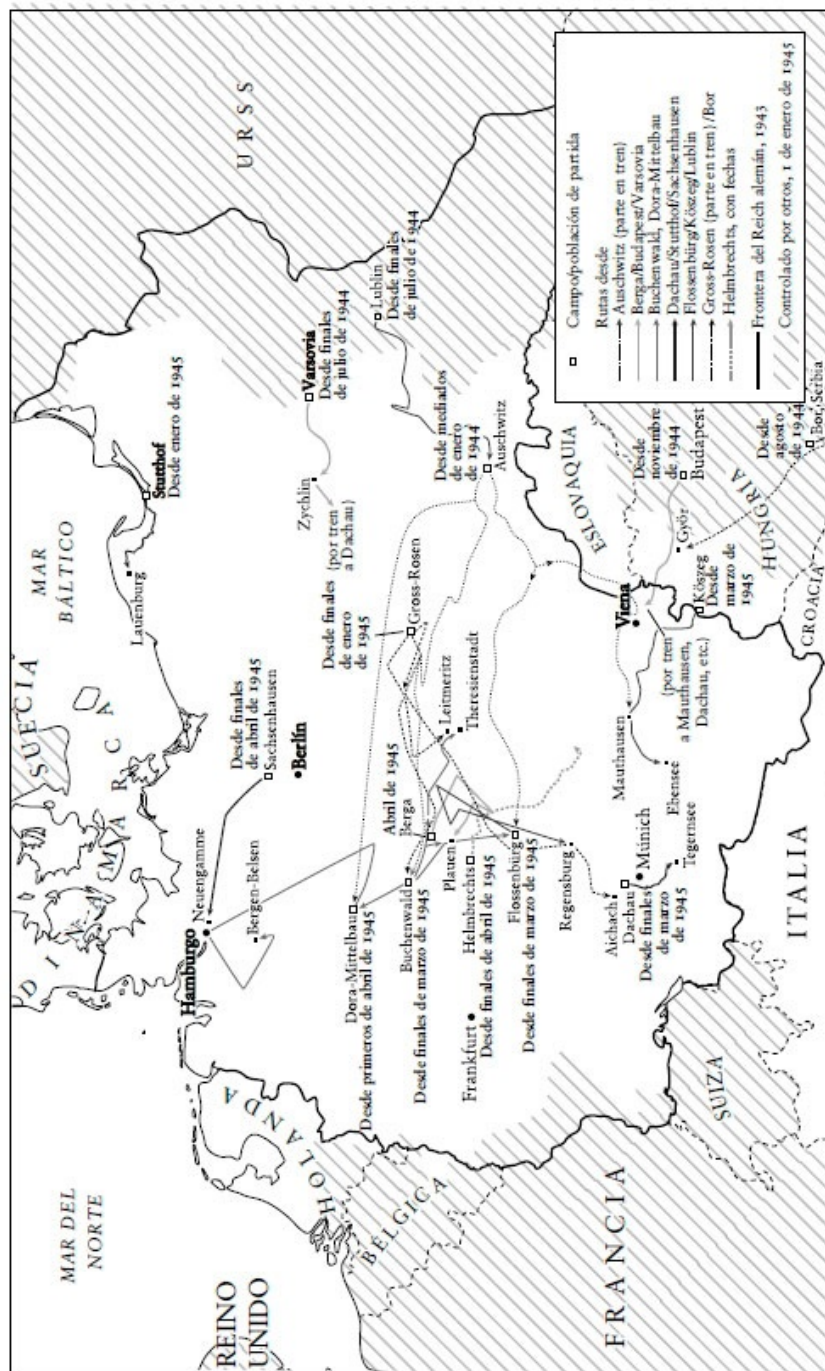 MAR DEL
NORTE
REINO
UNIDO
SUECIA
DINAMARCA
MAR
BÁLTICO
HOLANDA
BÉLGICA
FRANCIA
SUIZA
ITALIA
URSS
ESLOVAQUIA
HUNGRÍA
CROACIA
Hamburgo
Neuengamme
Bergen-Belsen
Desde finales
de abril de 1945
Sachsenhausen
Berlín
Lauenburg
Stutthof
Desde enero de 1945
Varsovia
Desde finales
de julio de 1944
Zychlin
(por tren
a Dachau)
Lublin
Desde finales
de julio de 1944
Dora-Mittelbau
Desde primeros de abril de 1945
Buchenwald
Desde finales de marzo de 1945
Abril de 1945
Berga
Plauen
Helmbrechts
Desde finales de abril de 1945
Frankfurt
Flossenbürg
Desde finales de marzo de 1945
Desde finales
de enero de 1945
Gross-Rosen
Leitmeritz
Theresienstadt
Desde mediados
de enero
de 1944
Auschwitz
Regensburg
Aichach
Dachau
Desde finales
de marzo
de 1945
Múnich
Tegernsee
Mauthausen
Ebensee
Viena
(por tren
a Mauthausen,
Dachau, etc.)
Köszeg
Desde
marzo de
1945
Györ
Desde
noviembre
de 1944
Budapest
Desde
agosto
de 1944
Bor, Serbia
Campo/población de partida
Rutas desde
Auschwitz (parte en tren)
Berga/Budapest/Varsovia
Buchenwald, Dora-Mittelbau
Dachau/Stutthof/Sachsenhausen
Flossenbürg/Köszeg/Lublin
Gross-Rosen (parte en tren)/Bor
Helmbrechts, con fechas
Frontera del Reich alemán, 1943
Controlado por otros, 1 de enero de 1945